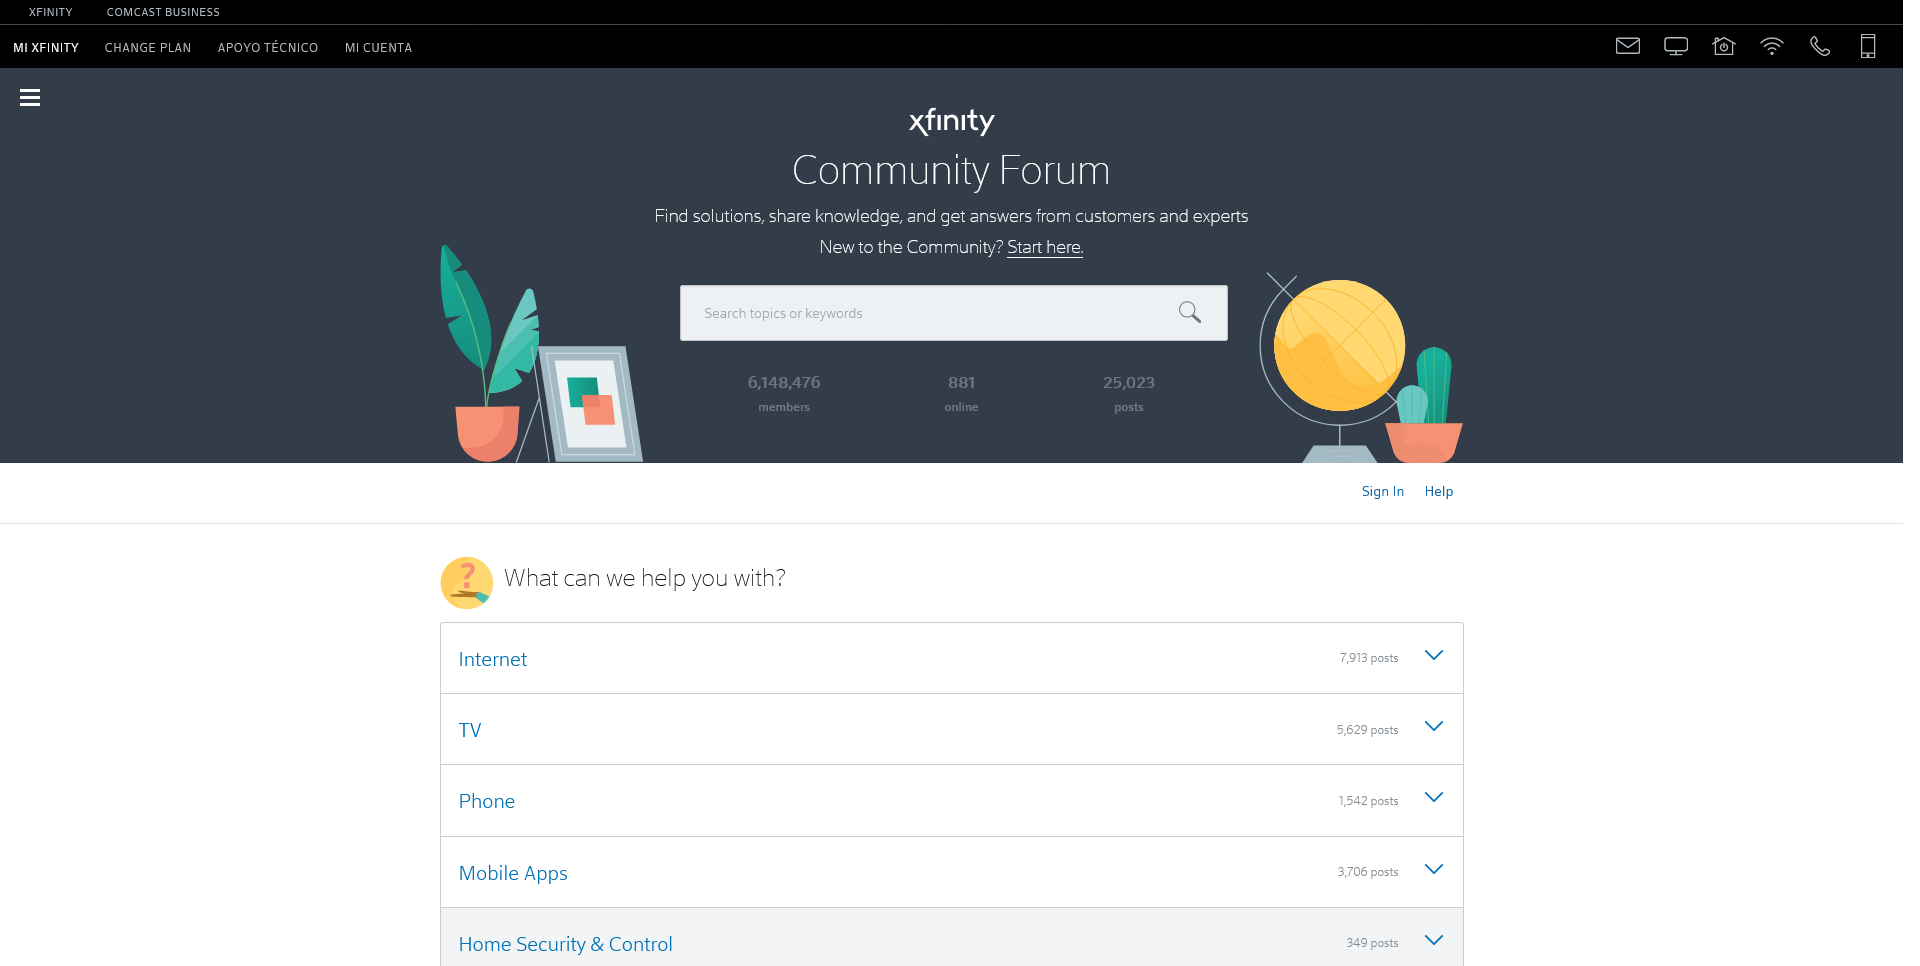 XFINITY COMCAST BUSINESS
MI XFINITY CHANGE PLAN APOYO TÉCNICO MI CUENTA
xfinity
Community Forum
Find solutions, share knowledge, and get answers from customers and experts
New to the Community? Start here.
Search topics or keywords
6,148,476 881 25,023
members online posts
Sign In Help
?
What can we help you with?
Internet 7,913 posts
TV 5,629 posts
Phone 1,542 posts
Mobile Apps 3,706 posts
Home Security & Control 349 posts